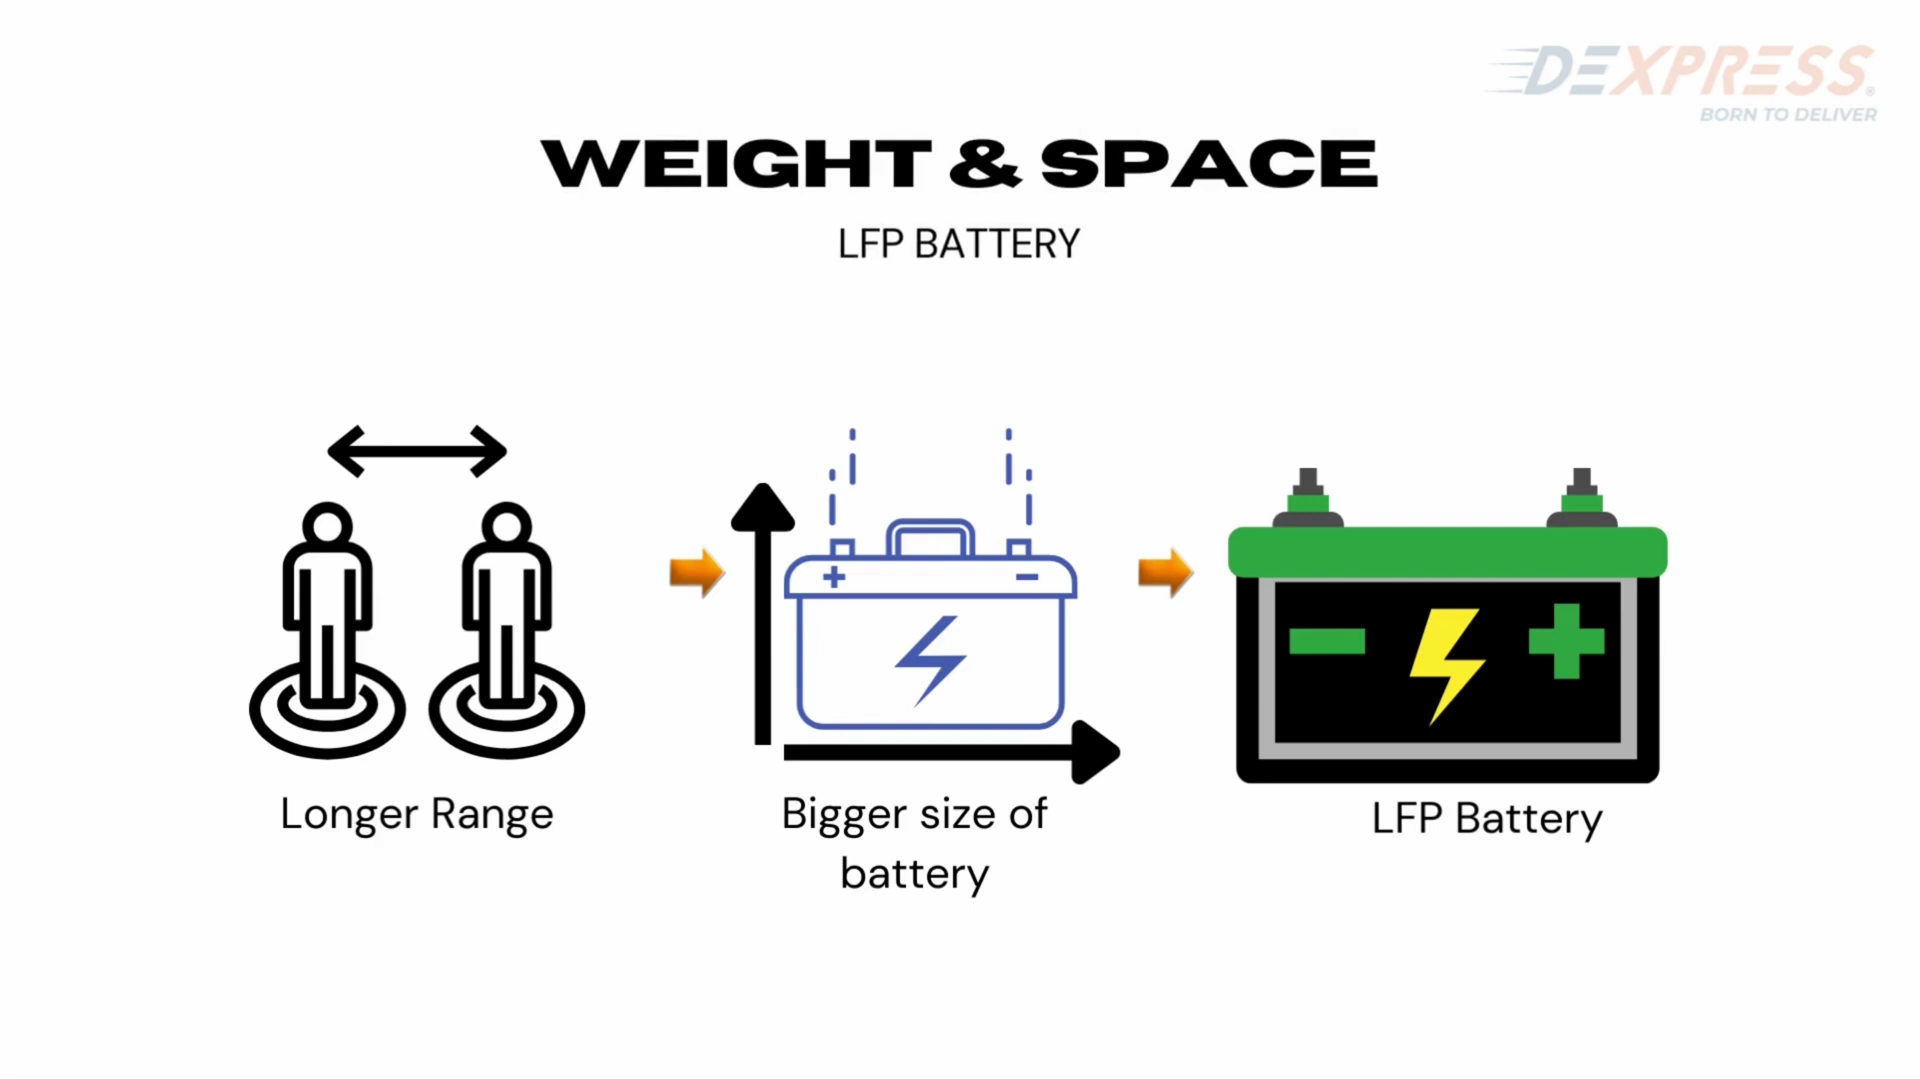 DEXPRESS®
BORN TO DELIVER
WEIGHT & SPACE
LFP BATTERY
Longer Range
Bigger size of
battery
LFP Battery